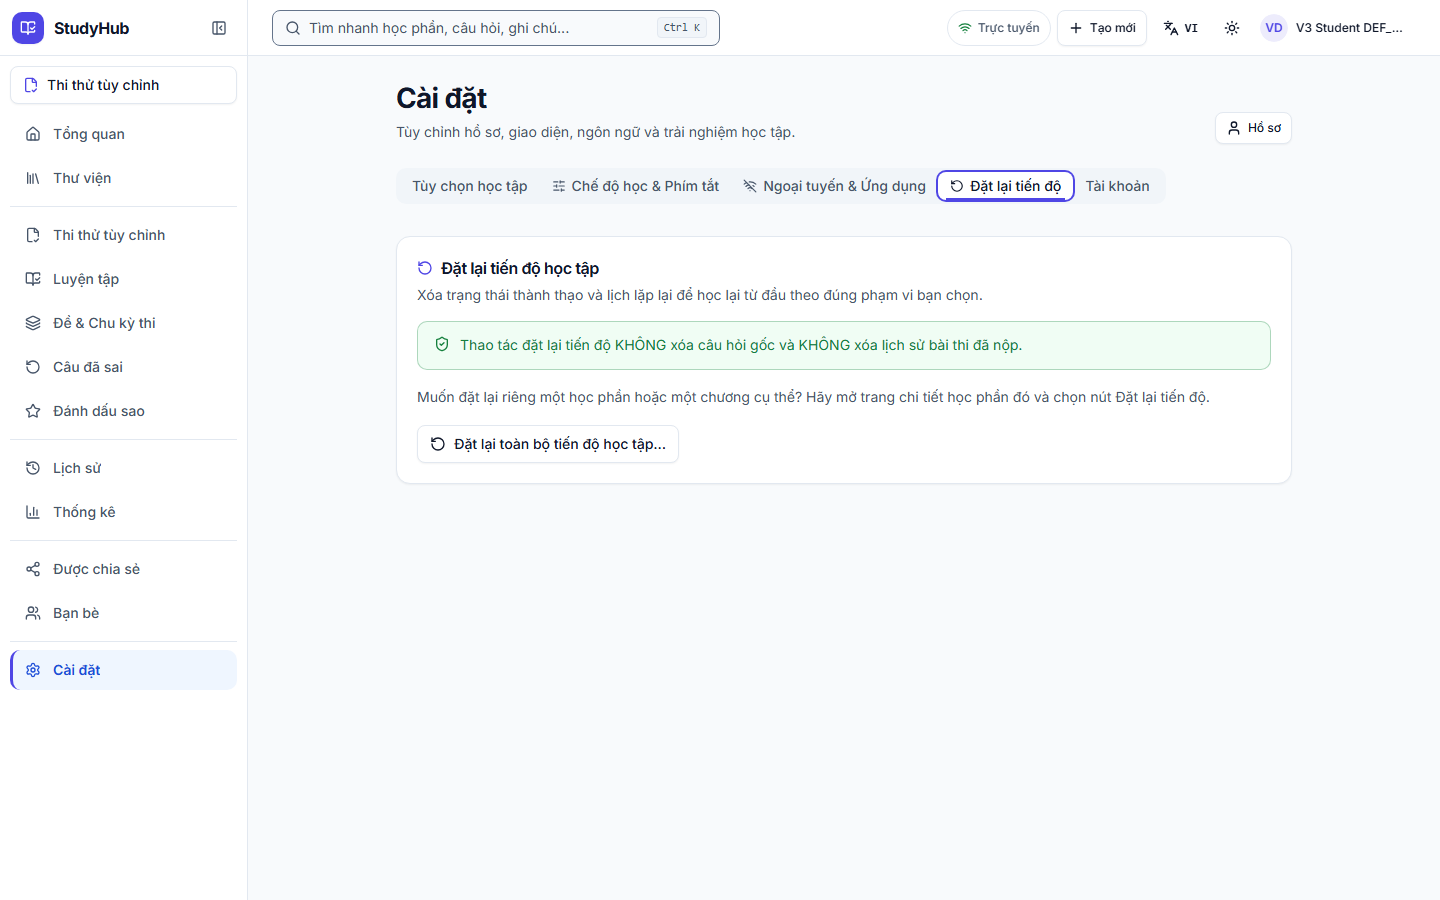 StudyHub
Tìm nhanh học phần, câu hỏi, ghi chú...
Ctrl K
Trực tuyến
Tạo mới
VI
VD
V3 Student DEF_...
Thi thử tùy chỉnh
Tổng quan
Thư viện
Thi thử tùy chỉnh
Luyện tập
Đề & Chu kỳ thi
Câu đã sai
Đánh dấu sao
Lịch sử
Thống kê
Được chia sẻ
Bạn bè
Cài đặt
Cài đặt
Tùy chỉnh hồ sơ, giao diện, ngôn ngữ và trải nghiệm học tập.
Hồ sơ
Tùy chọn học tập
Chế độ học & Phím tắt
Ngoại tuyến & Ứng dụng
Đặt lại tiến độ
Tài khoản
Đặt lại tiến độ học tập
Xóa trạng thái thành thạo và lịch lặp lại để học lại từ đầu theo đúng phạm vi bạn chọn.
Thao tác đặt lại tiến độ KHÔNG xóa câu hỏi gốc và KHÔNG xóa lịch sử bài thi đã nộp.
Muốn đặt lại riêng một học phần hoặc một chương cụ thể? Hãy mở trang chi tiết học phần đó và chọn nút Đặt lại tiến độ.
Đặt lại toàn bộ tiến độ học tập...